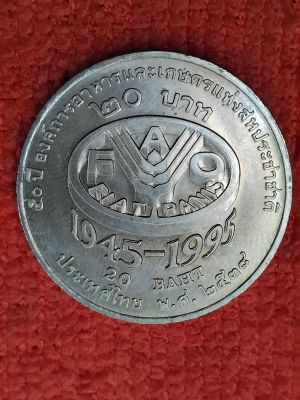 ๕๐ ปี องค์การอาหารและเกษตรแห่งสหประชาชาติ
๒๐ บาท
F A O
FIAT PANIS
1945-1995
20 BAHT
ประเทศไทย พ.ศ. ๒๕๓๘